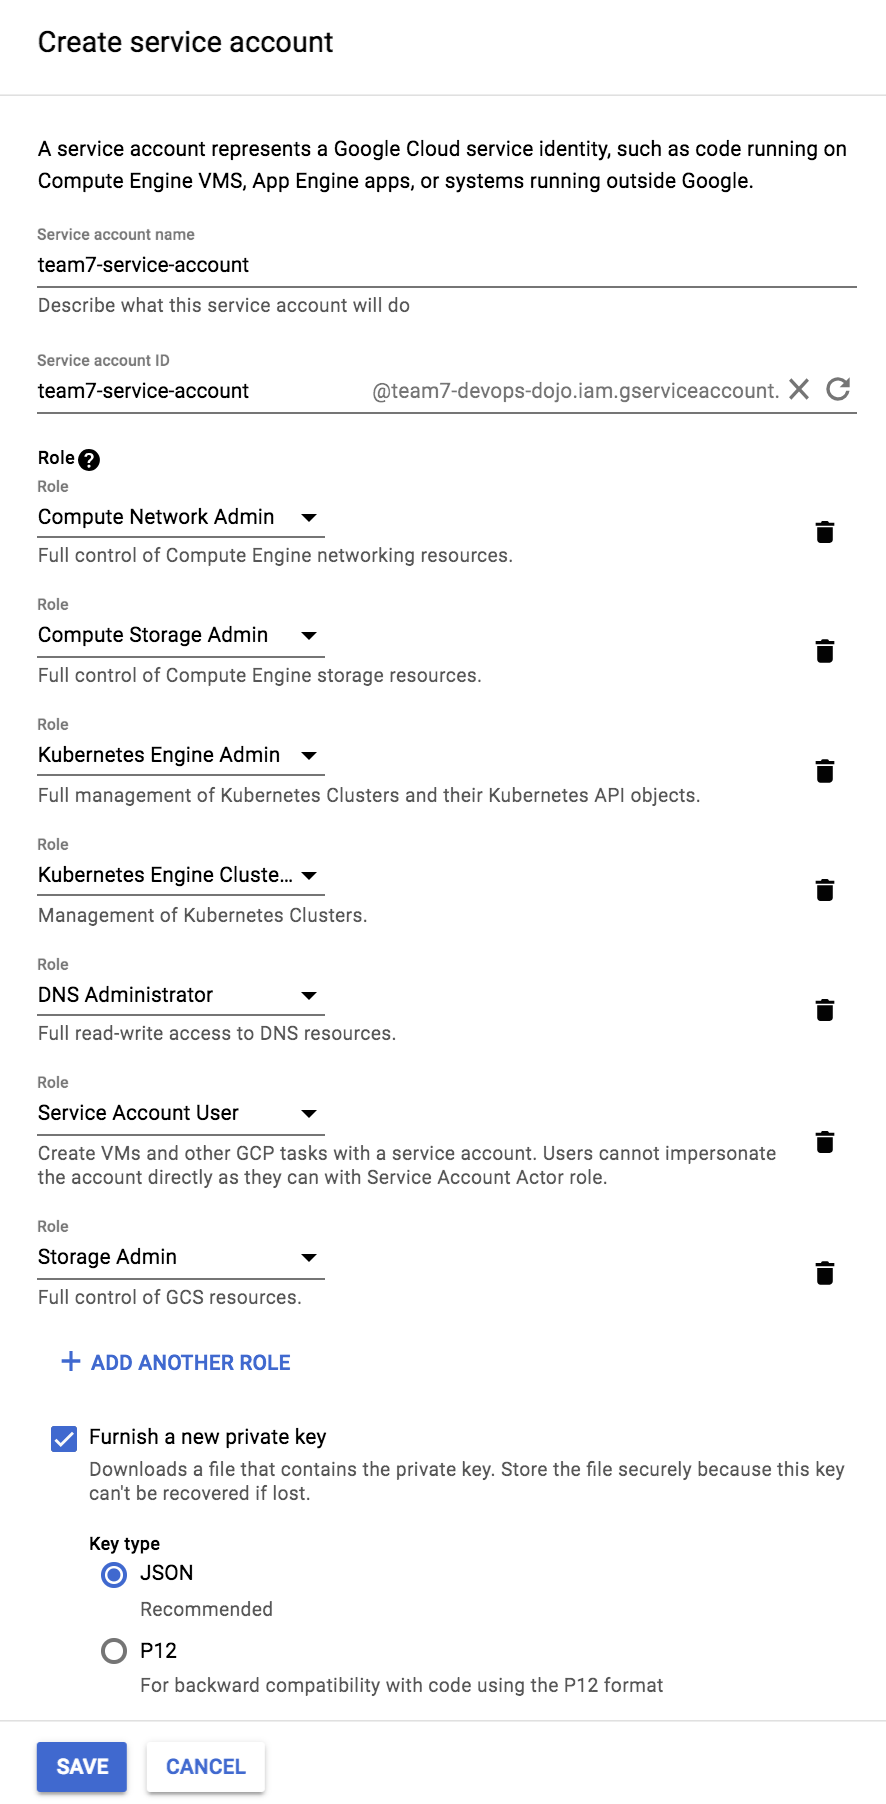 Create service account
A service account represents a Google Cloud service identity, such as code running on
Compute Engine VMS, App Engine apps, or systems running outside Google.
Service account name
team7-service-account
Describe what this service account will do
Service account ID
team7-service-account @team7-devops-dojo.iam.gserviceaccount.
Role ?
Role
Compute Network Admin
Full control of Compute Engine networking resources.
Role
Compute Storage Admin
Full control of Compute Engine storage resources.
Role
Kubernetes Engine Admin
Full management of Kubernetes Clusters and their Kubernetes API objects.
Role
Kubernetes Engine Cluste...
Management of Kubernetes Clusters.
Role
DNS Administrator
Full read-write access to DNS resources.
Role
Service Account User
Create VMs and other GCP tasks with a service account. Users cannot impersonate
the account directly as they can with Service Account Actor role.
Role
Storage Admin
Full control of GCS resources.
+ ADD ANOTHER ROLE
Furnish a new private key
Downloads a file that contains the private key. Store the file securely because this key
can't be recovered if lost.
Key type
JSON
Recommended
P12
For backward compatibility with code using the P12 format
SAVE CANCEL